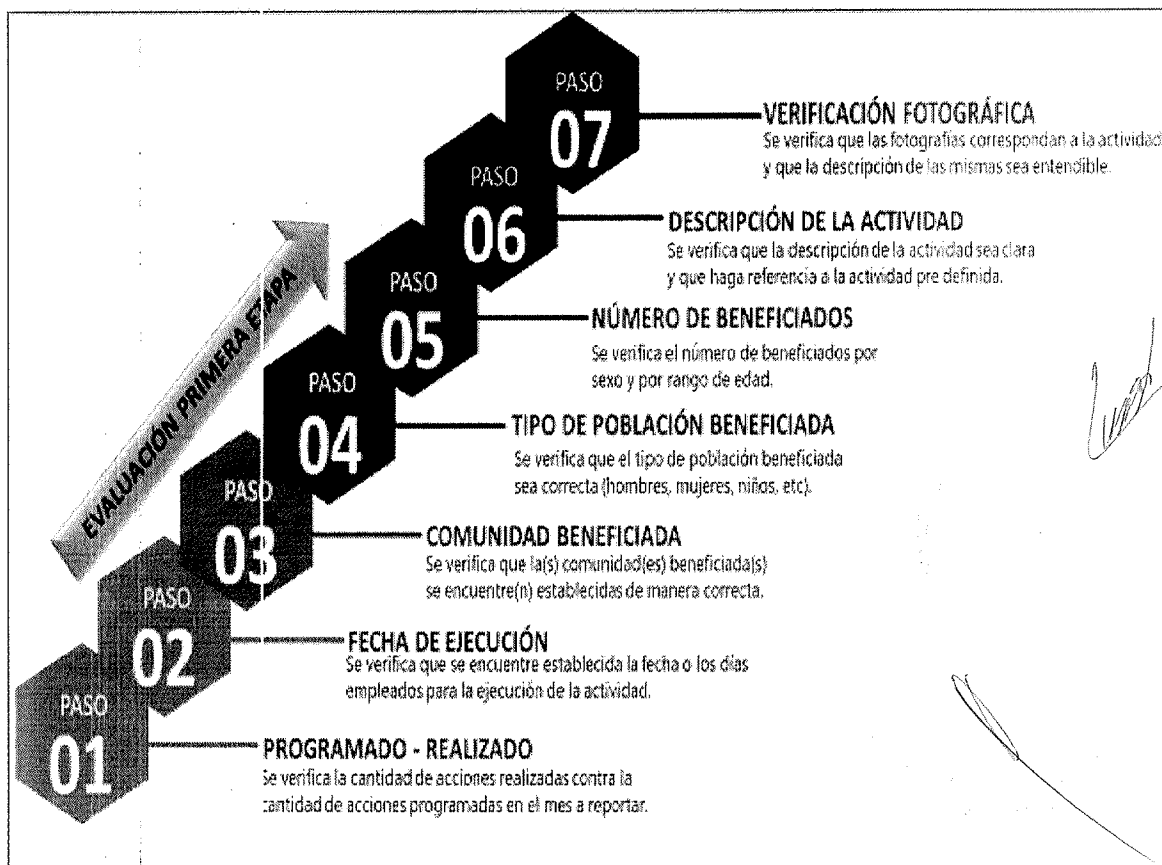 PASO
07
VERIFICACIÓN FOTOGRÁFICA
Se verifica que las fotografías correspondan a la actividad
y que la descripción de las mismas sea entendible.
PASO
06
DESCRIPCIÓN DE LA ACTIVIDAD
Se verifica que la descripción de la actividad sea clara
y que haga referencia a la actividad pre definida.
PASO
05
NÚMERO DE BENEFICIADOS
Se verifica el número de beneficiados por
sexo y por rango de edad.
PASO
04
TIPO DE POBLACIÓN BENEFICIADA
Se verifica que el tipo de población beneficiada
sea correcta (hombres, mujeres, niños, etc).
PASO
03
COMUNIDAD BENEFICIADA
Se verifica que la(s) comunidad(es) beneficiada(s)
se encuentre(n) establecidas de manera correcta.
PASO
02
FECHA DE EJECUCIÓN
Se verifica que se encuentre establecida la fecha o los días
empleados para la ejecución de la actividad.
PASO
01
PROGRAMADO - REALIZADO
Se verifica la cantidad de acciones realizadas contra la
cantidad de acciones programadas en el mes a reportar.
EVALUACIÓN PRIMERA ETAPA